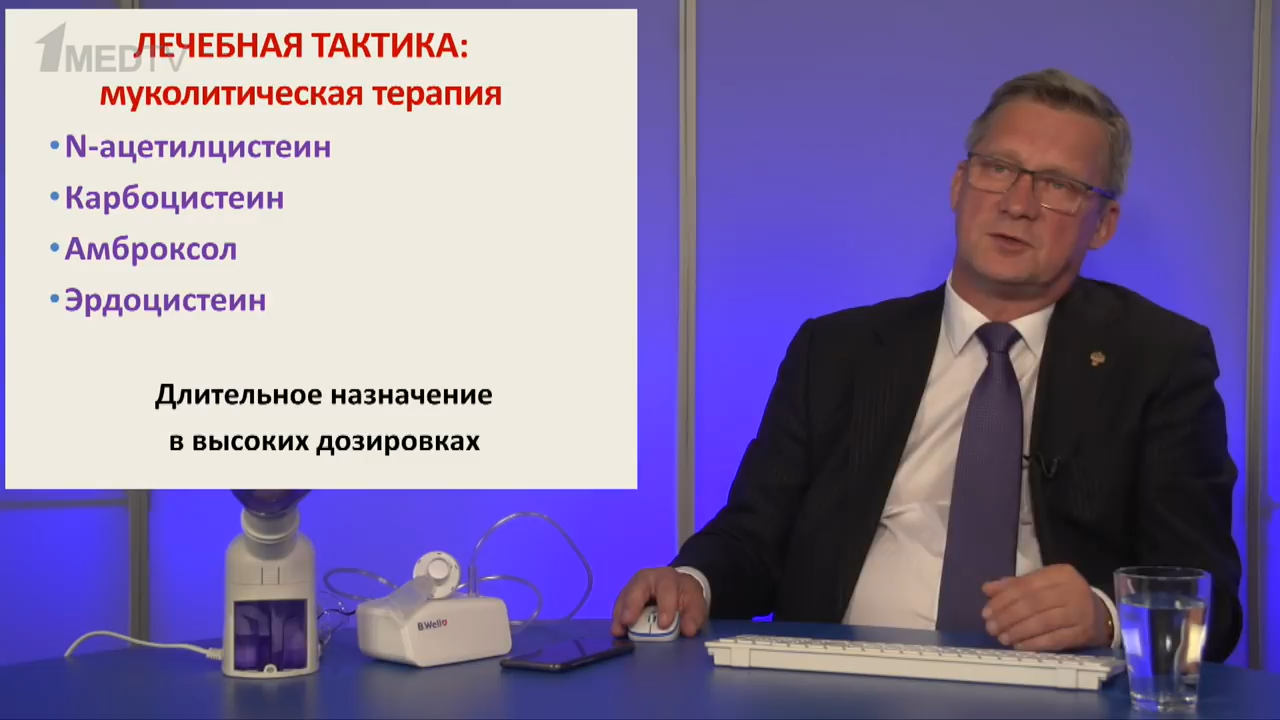 1MEDTV
ЛЕЧЕБНАЯ ТАКТИКА:
муколитическая терапия
• N-ацетилцистеин
• Карбоцистеин
• Амброксол
• Эрдоцистеин
Длительное назначение
в высоких дозировках
B.Well